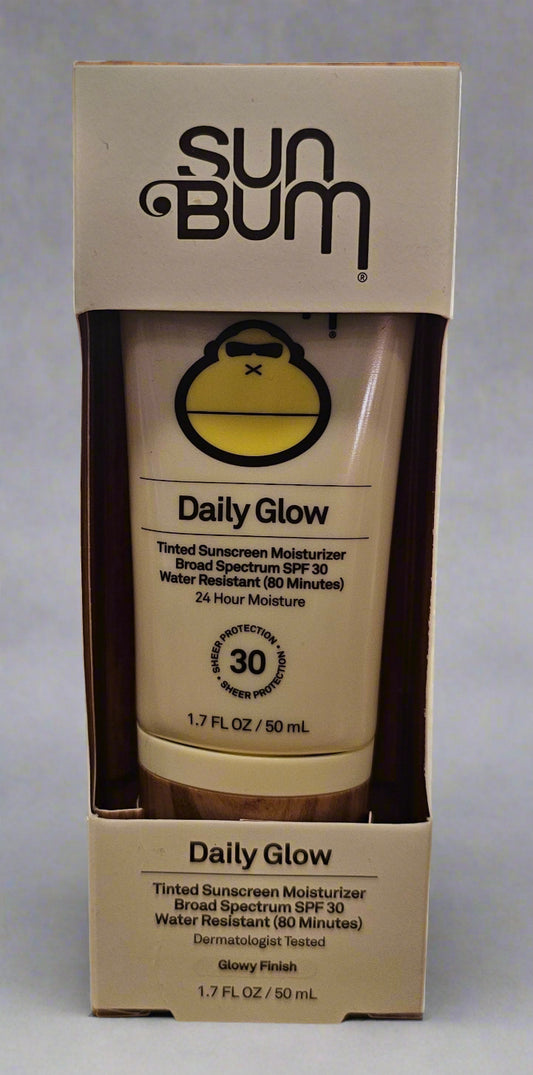 SUN
BUM®
Daily Glow
Tinted Sunscreen Moisturizer
Broad Spectrum SPF 30
Water Resistant (80 Minutes)
24 Hour Moisture
SHEER PROTECTION • SHEER PROTECTION •
30
1.7 FL OZ / 50 mL
Daily Glow
Tinted Sunscreen Moisturizer
Broad Spectrum SPF 30
Water Resistant (80 Minutes)
Dermatologist Tested
Glowy Finish
1.7 FL OZ / 50 mL